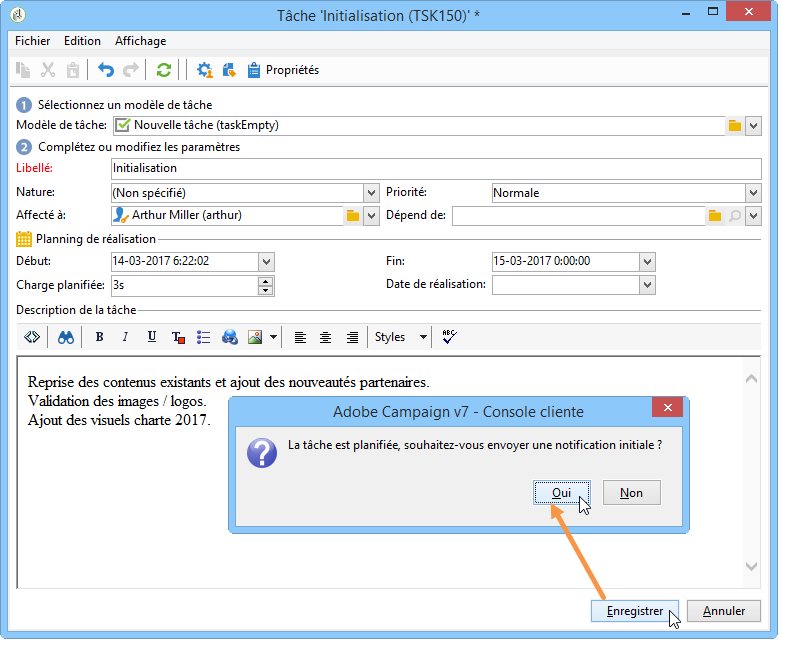 Tâche 'Initialisation (TSK150)' *
Fichier Edition Affichage
Propriétés
1 Sélectionnez un modèle de tâche
Modèle de tâche: Nouvelle tâche (taskEmpty)
2 Complétez ou modifiez les paramètres
Libellé: Initialisation
Nature: (Non spécifié) Priorité: Normale
Affecté à: Arthur Miller (arthur) Dépend de:
Planning de réalisation
Début: 14-03-2017 6:22:02 Fin: 15-03-2017 0:00:00
Charge planifiée: 3s Date de réalisation:
Description de la tâche
B I U T Styles ABC
Reprise des contenus existants et ajout des nouveautés partenaires.
Validation des images / logos.
Ajout des visuels charte 2017.
Adobe Campaign v7 - Console cliente
La tâche est planifiée, souhaitez-vous envoyer une notification initiale ?
Oui Non
Enregistrer Annuler